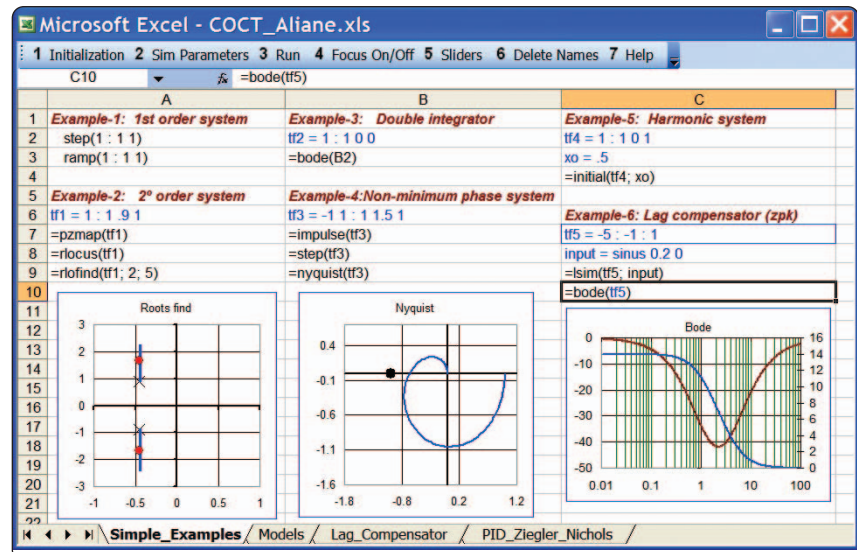 Microsoft Excel - COCT_Aliane.xls
1 Initialization 2 Sim Parameters 3 Run 4 Focus On/Off 5 Sliders 6 Delete Names 7 Help
C10 fx =bode(tf5)
A B C
1 Example-1: 1st order system Example-3: Double integrator Example-5: Harmonic system
2 step(1 : 1 1) tf2 = 1 : 1 0 0 tf4 = 1 : 1 0 1
3 ramp(1 : 1 1) =bode(B2) xo = .5
4 =initial(tf4; xo)
5 Example-2: 2º order system Example-4:Non-minimum phase system
6 tf1 = 1 : 1 .9 1 tf3 = -1 1 : 1 1.5 1 Example-6: Lag compensator (zpk)
7 =pzmap(tf1) =impulse(tf3) tf5 = -5 : -1 : 1
8 =rlocus(tf1) =step(tf3) input = sinus 0.2 0
9 =rlofind(tf1; 2; 5) =nyquist(tf3) =lsim(tf5; input)
10 =bode(tf5)
11
12
13
14
15
16
17
18
19
20
21
22
Roots find
3
2
1
0
-1
-2
-3
-1 -0.5 0 0.5 1
Nyquist
0.4
-0.1
-0.6
-1.1
-1.6
-1.8 -0.8 0.2 1.2
Bode
0
-10
-20
-30
-40
-50
16
14
12
10
8
6
4
2
0
0.01 0.1 1 10 100
Simple_Examples Models Lag_Compensator PID_Ziegler_Nichols